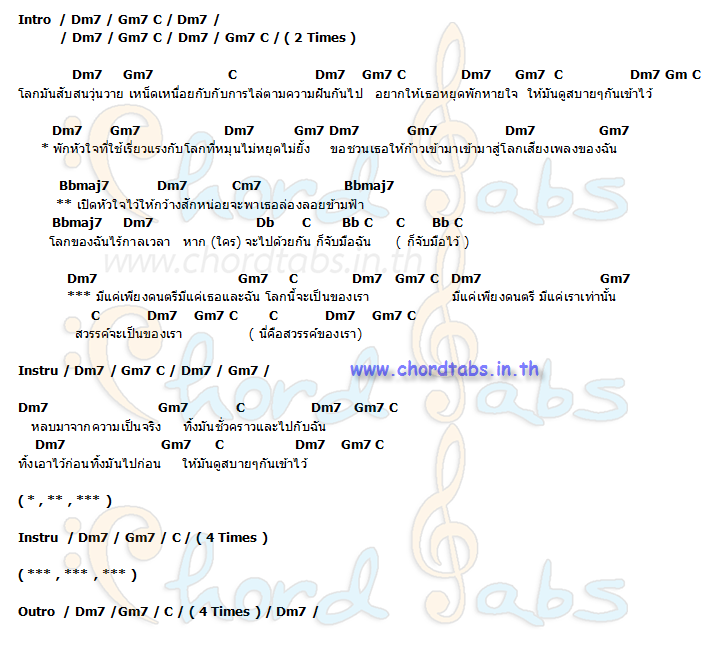 Intro / Dm7 / Gm7 C / Dm7 /
/ Dm7 / Gm7 C / Dm7 / Gm7 C / ( 2 Times )
Dm7 Gm7 C Dm7 Gm7 C Dm7 Gm7 C Dm7 Gm C
โลกมันสับสนวุ่นวาย เหน็ดเหนื่อยกับกับการไล่ตามความฝันกันไป อยากให้เธอหยุดพักหายใจ ให้มันดูสบายๆกันเข้าไว้
Dm7 Gm7 Dm7 Gm7 Dm7 Gm7 Dm7 Gm7
* พักหัวใจที่ใช้เรี่ยวแรงกับโลกที่หมุนไม่หยุดไม่ยั้ง ขอชวนเธอให้ก้าวเข้ามาเข้ามาสู่โลกเสียงเพลงของฉัน
Bbmaj7 Dm7 Cm7 Bbmaj7
** เปิดหัวใจไว้ให้กว้างสักหน่อยจะพาเธอล่องลอยข้ามฟ้า
Bbmaj7 Dm7 Db C Bb C C Bb C
โลกของฉันไร้กาลเวลา หาก (ใคร) จะไปด้วยกัน ก็จับมือฉัน ( ก็จับมือไว้ )
www.chordtabs.in.th
Dm7 Gm7 C Dm7 Gm7 C Dm7 Gm7
*** มีแค่เพียงดนตรีมีแค่เธอและฉัน โลกนี้จะเป็นของเรา มีแค่เพียงดนตรี มีแค่เราเท่านั้น
C Dm7 Gm7 C C Dm7 Gm7 C
สวรรค์จะเป็นของเรา ( นี่คือสวรรค์ของเรา)
Instru / Dm7 / Gm7 C / Dm7 / Gm7 /
www.chordtabs.in.th
Dm7 Gm7 C Dm7 Gm7 C
หลบมาจากความเป็นจริง ทิ้งมันชั่วคราวและไปกับฉัน
Dm7 Gm7 C Dm7 Gm7 C
ทิ้งเอาไว้ก่อนทิ้งมันไปก่อน ให้มันดูสบายๆกันเข้าไว้
( * , ** , *** )
Instru / Dm7 / Gm7 / C / ( 4 Times )
( *** , *** , *** )
Outro / Dm7 /Gm7 / C / ( 4 Times ) / Dm7 /
Chord Tabs
Chord Tabs
Chord Tabs
Chord Tabs